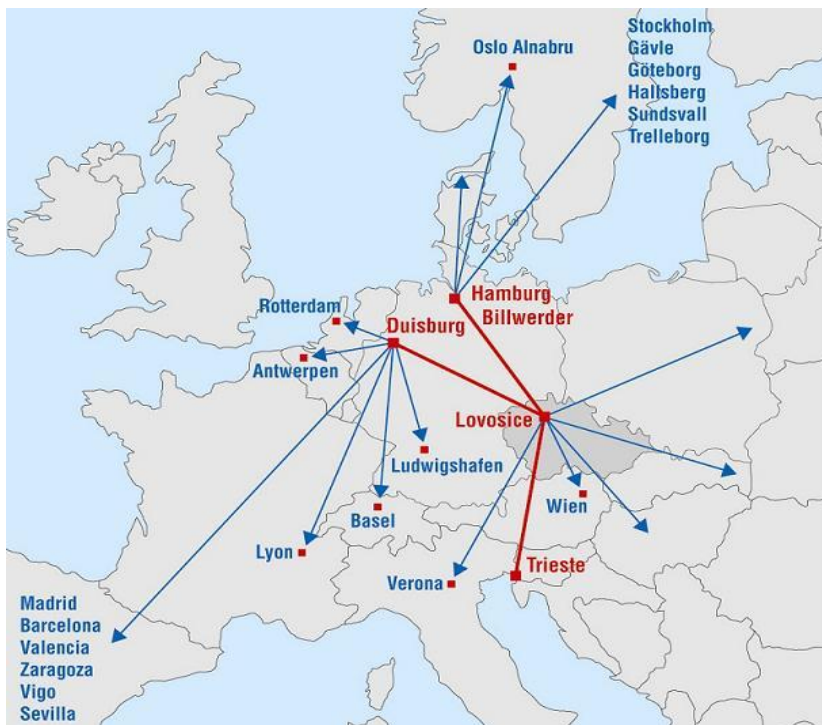 Oslo Alnabru
Stockholm
Gävle
Göteborg
Hallsberg
Sundsvall
Trelleborg
Hamburg
Billwerder
Rotterdam
Duisburg
Antwerpen
Lovosice
Ludwigshafen
Wien
Basel
Lyon
Verona
Trieste
Madrid
Barcelona
Valencia
Zaragoza
Vigo
Sevilla